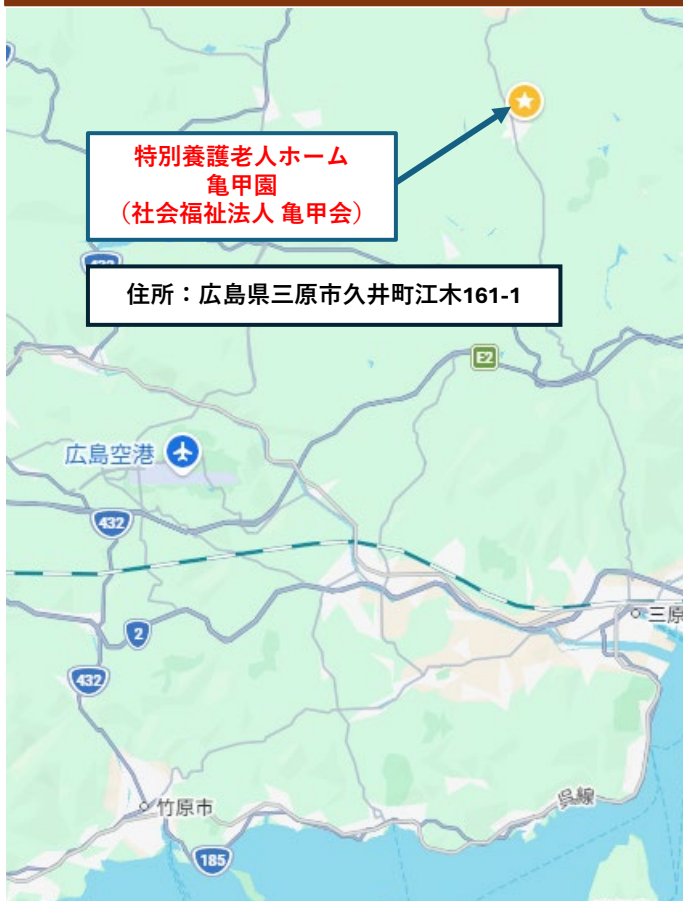 特別養護老人ホーム
亀甲園
（社会福祉法人 亀甲会）
住所：広島県三原市久井町江木161-1
E2
広島空港
432
2
三原
432
竹原市
呉線
185